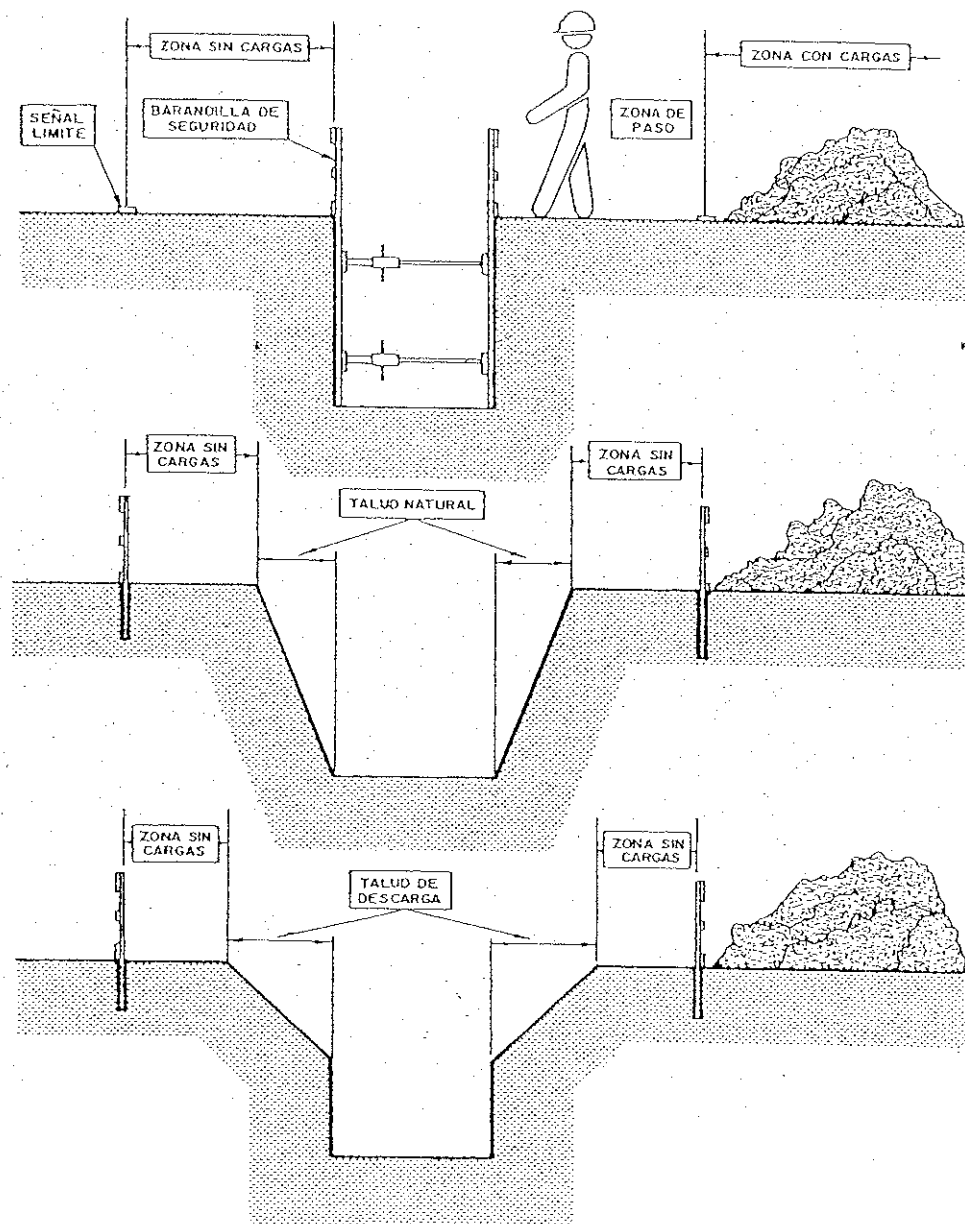 ZONA SIN CARGAS
ZONA CON CARGAS
SEÑAL
LIMITE
BARANDILLA DE
SEGURIDAD
ZONA DE
PASO
ZONA SIN
CARGAS
ZONA SIN
CARGAS
TALUD NATURAL
ZONA SIN
CARGAS
ZONA SIN
CARGAS
TALUD DE
DESCARGA